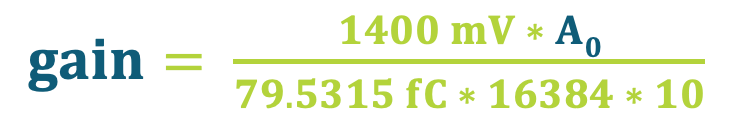 gain = 1400 mV * A₀
79.5315 fC * 16384 * 10